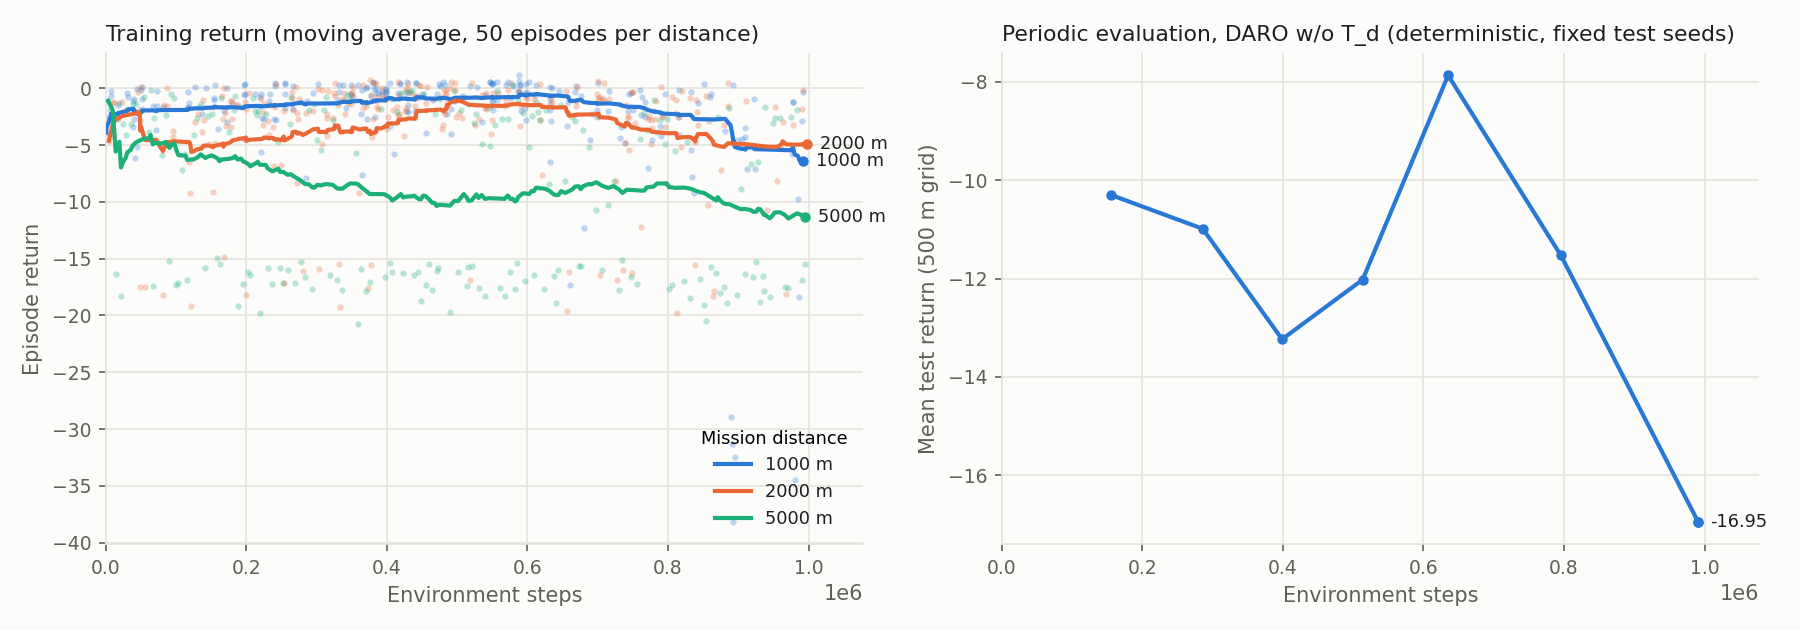 Training return (moving average, 50 episodes per distance)
Episode return
0
−5
−10
−15
−20
−25
−30
−35
−40
2000 m
1000 m
5000 m
Mission distance
1000 m
2000 m
5000 m
0.0
0.2
0.4
0.6
0.8
1.0
1e6
Environment steps
Periodic evaluation, DARO w/o T_d (deterministic, fixed test seeds)
Mean test return (500 m grid)
−8
−10
−12
−14
−16
-16.95
0.0
0.2
0.4
0.6
0.8
1.0
1e6
Environment steps